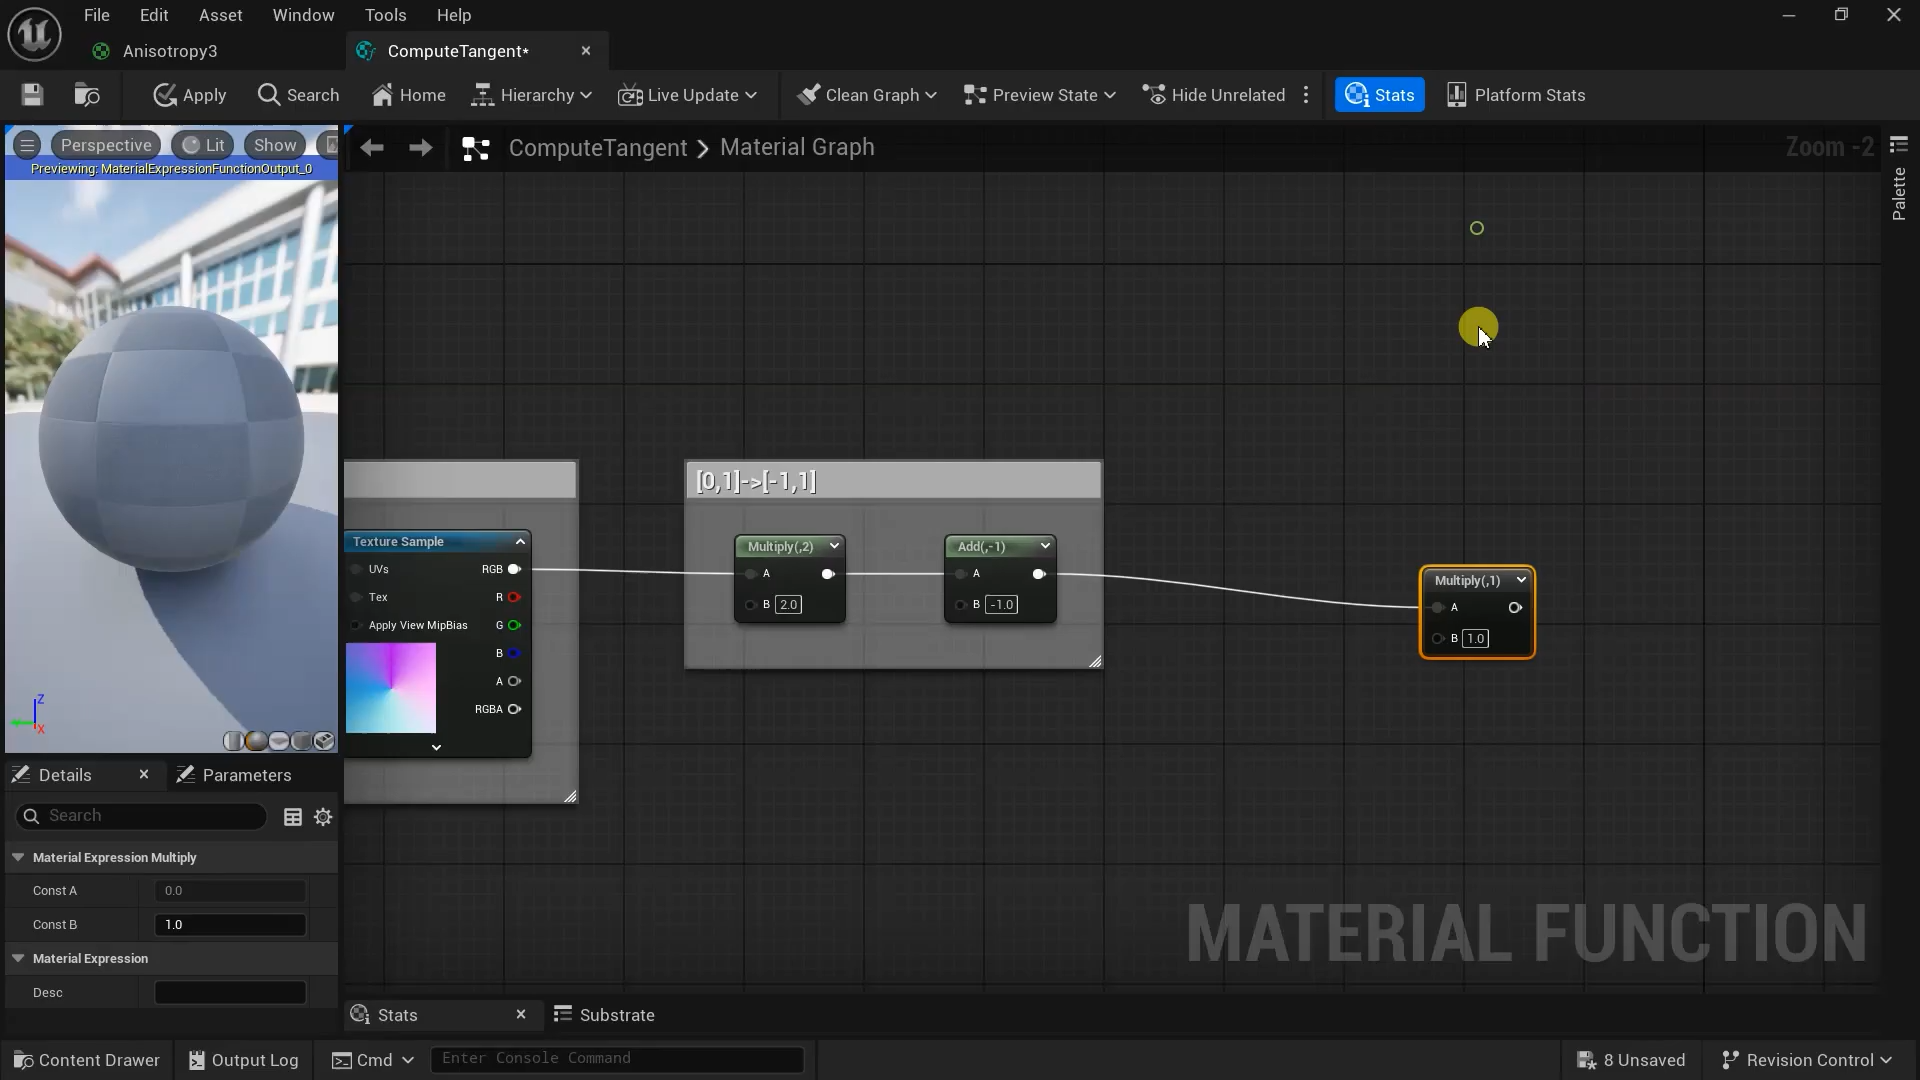 File Edit Asset Window Tools Help
Anisotropy3
ComputeTangent*
Apply Search Home Hierarchy Live Update Clean Graph Preview State Hide Unrelated Stats Platform Stats
Perspective Lit Show
Previewing: MaterialExpressionFunctionOutput_0
ComputeTangent > Material Graph
Zoom -2
Palette
[0,1]->[-1,1]
Texture Sample
UVs RGB
Tex R
Apply View MipBias G
B
A
RGBA
Multiply(,2)
A
B 2.0
Add(,-1)
A
B -1.0
Multiply(,1)
A
B 1.0
Z
X
Details Parameters
Search
Material Expression Multiply
Const A 0.0
Const B 1.0
Material Expression
Desc
MATERIAL FUNCTION
Stats Substrate
Content Drawer Output Log Cmd Enter Console Command 8 Unsaved Revision Control